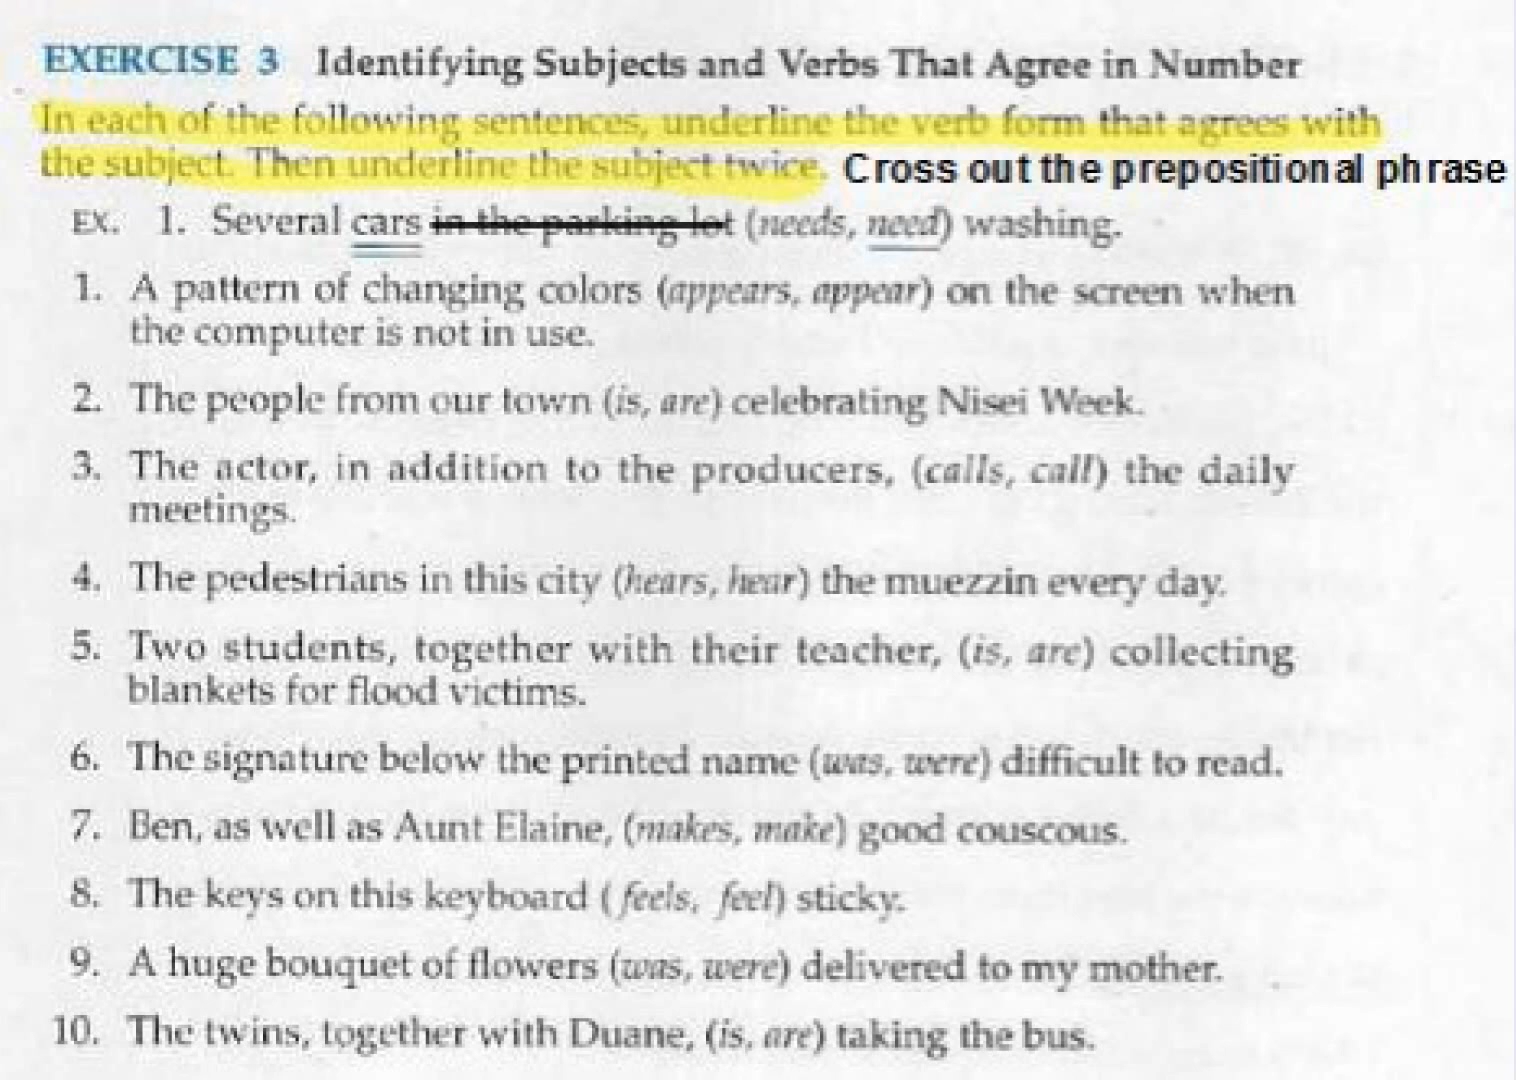 EXERCISE 3 Identifying Subjects and Verbs That Agree in Number
In each of the following sentences, underline the verb form that agrees with
the subject. Then underline the subject twice. Cross out the prepositional phrase
EX. 1. Several cars in the parking lot (needs, need) washing.
1. A pattern of changing colors (appears, appear) on the screen when
the computer is not in use.
2. The people from our town (is, are) celebrating Nisei Week.
3. The actor, in addition to the producers, (calls, call) the daily
meetings.
4. The pedestrians in this city (hears, hear) the muezzin every day.
5. Two students, together with their teacher, (is, are) collecting
blankets for flood victims.
6. The signature below the printed name (was, were) difficult to read.
7. Ben, as well as Aunt Elaine, (makes, make) good couscous.
8. The keys on this keyboard ( feels, feel) sticky.
9. A huge bouquet of flowers (was, were) delivered to my mother.
10. The twins, together with Duane, (is, are) taking the bus.